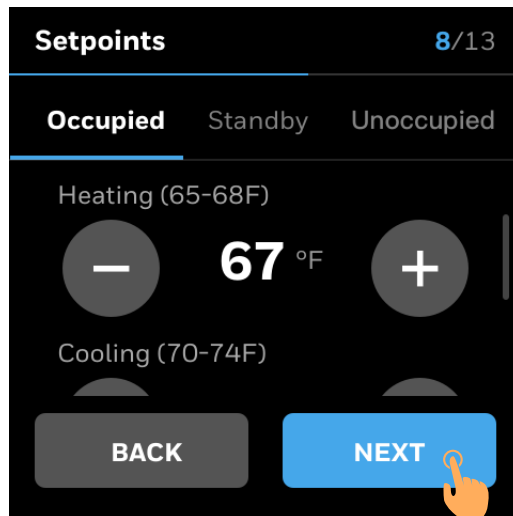 Setpoints 8/13
Occupied Standby Unoccupied
Heating (65-68F)
− 67 °F +
Cooling (70-74F)
BACK NEXT